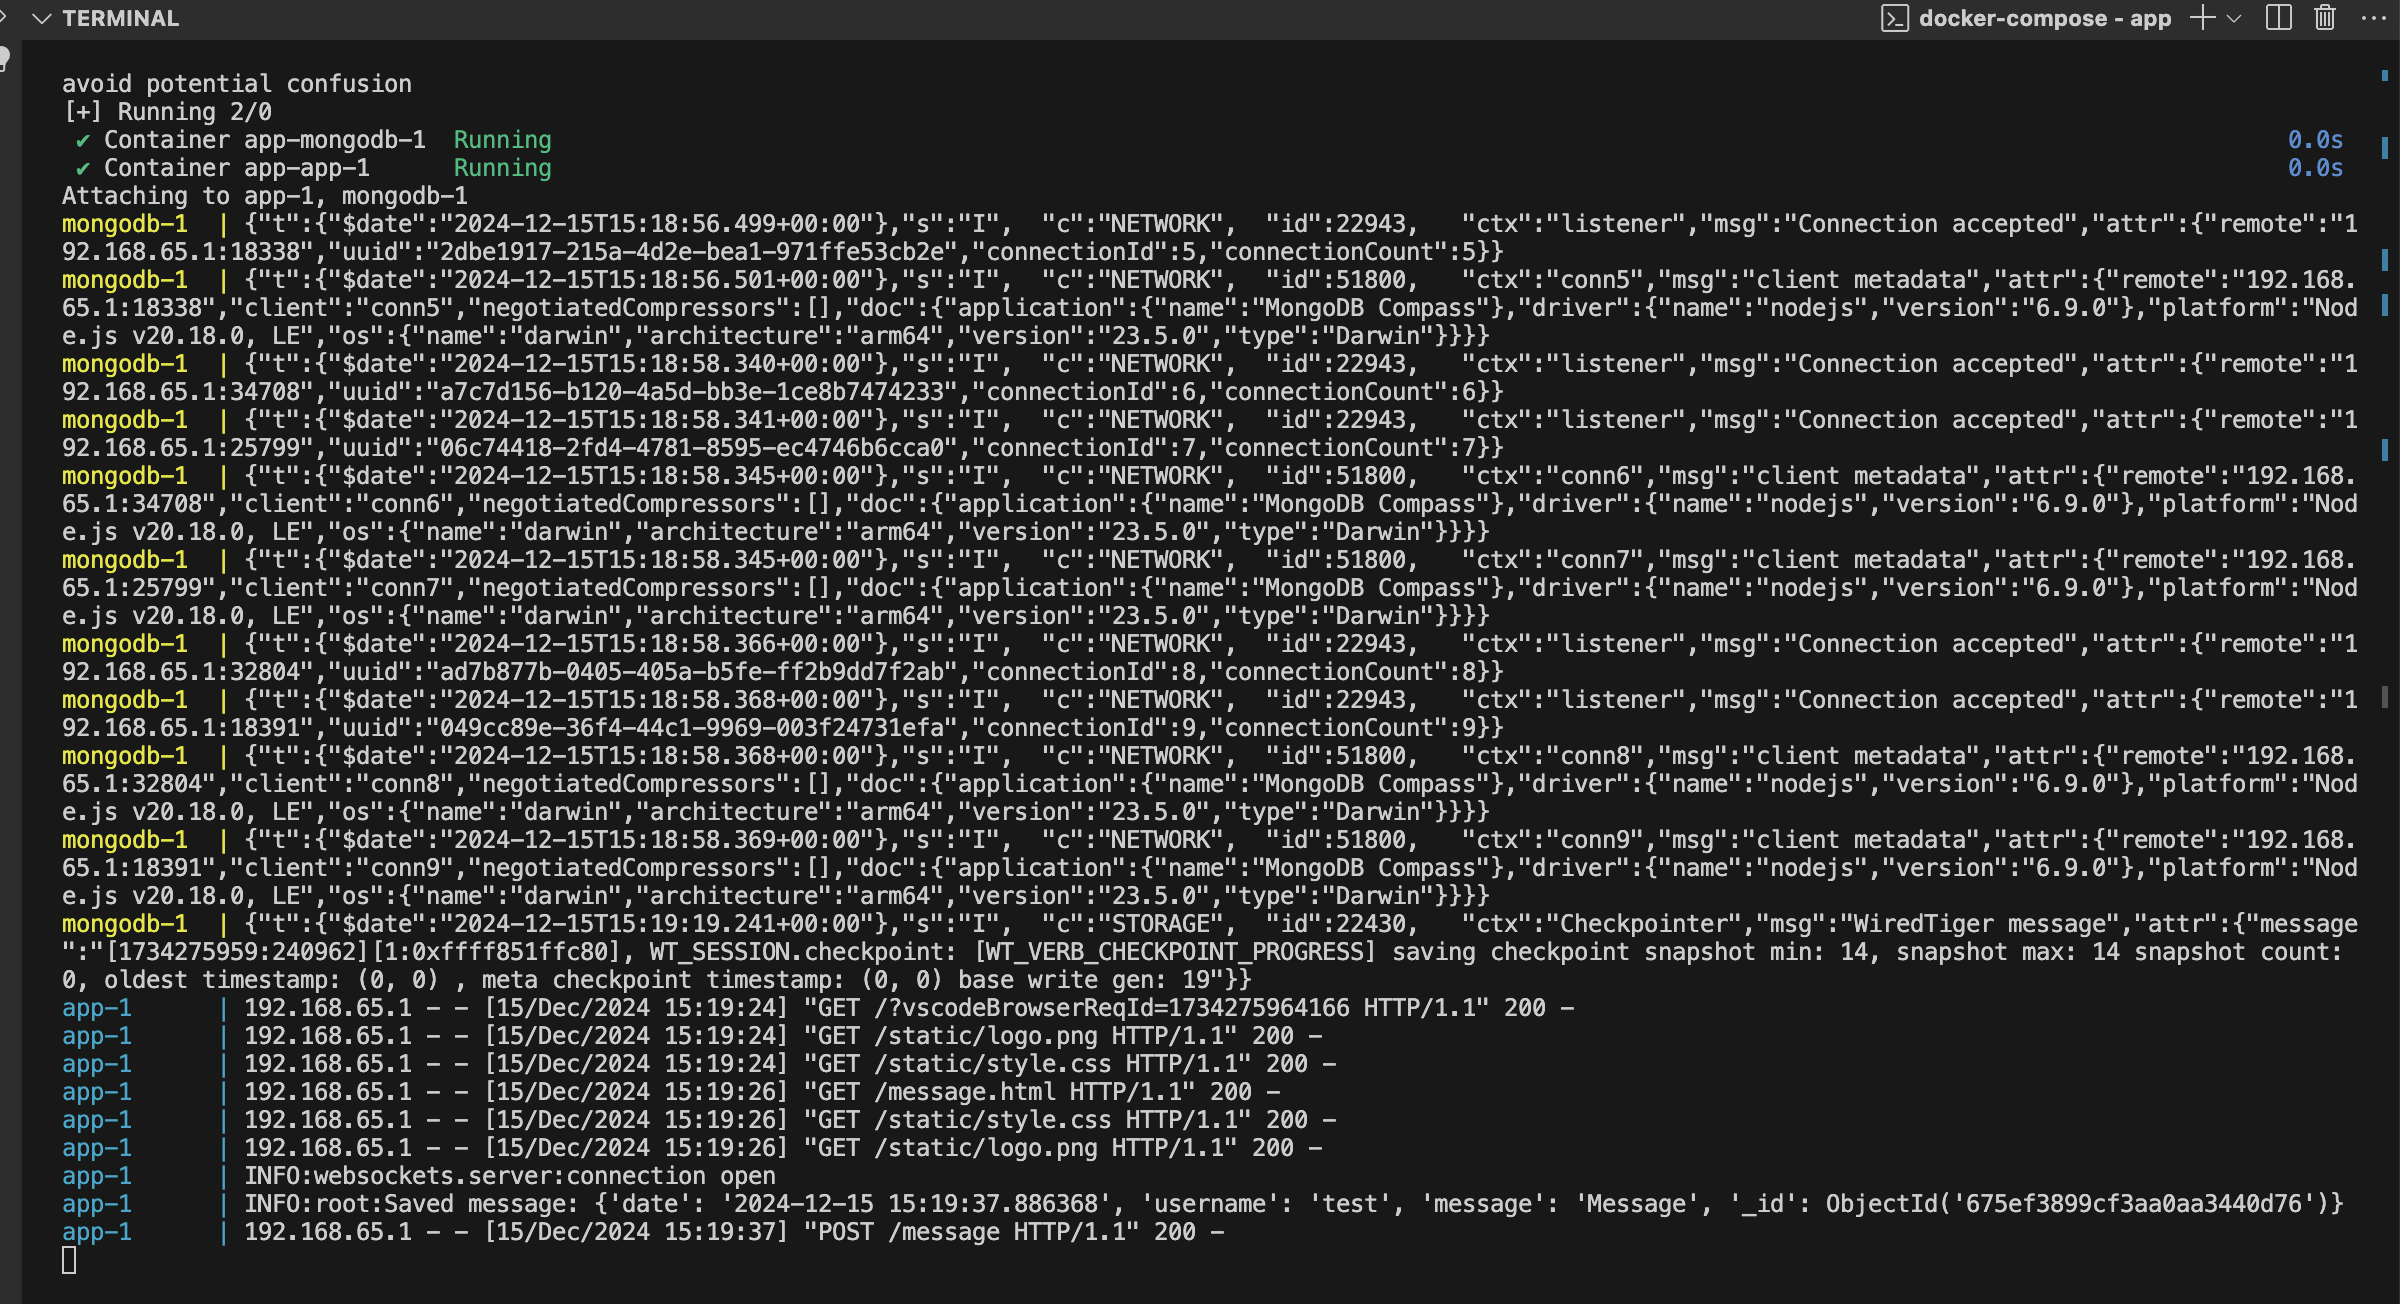 TERMINAL
docker-compose - app
avoid potential confusion
[+] Running 2/0
✔ Container app-mongodb-1  Running 0.0s
✔ Container app-app-1      Running 0.0s
Attaching to app-1, mongodb-1
mongodb-1  | {"t":{"$date":"2024-12-15T15:18:56.499+00:00"},"s":"I",  "c":"NETWORK",  "id":22943,   "ctx":"listener","msg":"Connection accepted","attr":{"remote":"1
92.168.65.1:18338","uuid":"2dbe1917-215a-4d2e-bea1-971ffe53cb2e","connectionId":5,"connectionCount":5}}
mongodb-1  | {"t":{"$date":"2024-12-15T15:18:56.501+00:00"},"s":"I",  "c":"NETWORK",  "id":51800,   "ctx":"conn5","msg":"client metadata","attr":{"remote":"192.168.
65.1:18338","client":"conn5","negotiatedCompressors":[],"doc":{"application":{"name":"MongoDB Compass"},"driver":{"name":"nodejs","version":"6.9.0"},"platform":"Nod
e.js v20.18.0, LE","os":{"name":"darwin","architecture":"arm64","version":"23.5.0","type":"Darwin"}}}}
mongodb-1  | {"t":{"$date":"2024-12-15T15:18:58.340+00:00"},"s":"I",  "c":"NETWORK",  "id":22943,   "ctx":"listener","msg":"Connection accepted","attr":{"remote":"1
92.168.65.1:34708","uuid":"a7c7d156-b120-4a5d-bb3e-1ce8b7474233","connectionId":6,"connectionCount":6}}
mongodb-1  | {"t":{"$date":"2024-12-15T15:18:58.341+00:00"},"s":"I",  "c":"NETWORK",  "id":22943,   "ctx":"listener","msg":"Connection accepted","attr":{"remote":"1
92.168.65.1:25799","uuid":"06c74418-2fd4-4781-8595-ec4746b6cca0","connectionId":7,"connectionCount":7}}
mongodb-1  | {"t":{"$date":"2024-12-15T15:18:58.345+00:00"},"s":"I",  "c":"NETWORK",  "id":51800,   "ctx":"conn6","msg":"client metadata","attr":{"remote":"192.168.
65.1:34708","client":"conn6","negotiatedCompressors":[],"doc":{"application":{"name":"MongoDB Compass"},"driver":{"name":"nodejs","version":"6.9.0"},"platform":"Nod
e.js v20.18.0, LE","os":{"name":"darwin","architecture":"arm64","version":"23.5.0","type":"Darwin"}}}}
mongodb-1  | {"t":{"$date":"2024-12-15T15:18:58.345+00:00"},"s":"I",  "c":"NETWORK",  "id":51800,   "ctx":"conn7","msg":"client metadata","attr":{"remote":"192.168.
65.1:25799","client":"conn7","negotiatedCompressors":[],"doc":{"application":{"name":"MongoDB Compass"},"driver":{"name":"nodejs","version":"6.9.0"},"platform":"Nod
e.js v20.18.0, LE","os":{"name":"darwin","architecture":"arm64","version":"23.5.0","type":"Darwin"}}}}
mongodb-1  | {"t":{"$date":"2024-12-15T15:18:58.366+00:00"},"s":"I",  "c":"NETWORK",  "id":22943,   "ctx":"listener","msg":"Connection accepted","attr":{"remote":"1
92.168.65.1:32804","uuid":"ad7b877b-0405-405a-b5fe-ff2b9dd7f2ab","connectionId":8,"connectionCount":8}}
mongodb-1  | {"t":{"$date":"2024-12-15T15:18:58.368+00:00"},"s":"I",  "c":"NETWORK",  "id":22943,   "ctx":"listener","msg":"Connection accepted","attr":{"remote":"1
92.168.65.1:18391","uuid":"049cc89e-36f4-44c1-9969-003f24731efa","connectionId":9,"connectionCount":9}}
mongodb-1  | {"t":{"$date":"2024-12-15T15:18:58.368+00:00"},"s":"I",  "c":"NETWORK",  "id":51800,   "ctx":"conn8","msg":"client metadata","attr":{"remote":"192.168.
65.1:32804","client":"conn8","negotiatedCompressors":[],"doc":{"application":{"name":"MongoDB Compass"},"driver":{"name":"nodejs","version":"6.9.0"},"platform":"Nod
e.js v20.18.0, LE","os":{"name":"darwin","architecture":"arm64","version":"23.5.0","type":"Darwin"}}}}
mongodb-1  | {"t":{"$date":"2024-12-15T15:18:58.369+00:00"},"s":"I",  "c":"NETWORK",  "id":51800,   "ctx":"conn9","msg":"client metadata","attr":{"remote":"192.168.
65.1:18391","client":"conn9","negotiatedCompressors":[],"doc":{"application":{"name":"MongoDB Compass"},"driver":{"name":"nodejs","version":"6.9.0"},"platform":"Nod
e.js v20.18.0, LE","os":{"name":"darwin","architecture":"arm64","version":"23.5.0","type":"Darwin"}}}}
mongodb-1  | {"t":{"$date":"2024-12-15T15:19:19.241+00:00"},"s":"I",  "c":"STORAGE",  "id":22430,   "ctx":"Checkpointer","msg":"WiredTiger message","attr":{"message
":"[1734275959:240962][1:0xffff851ffc80], WT_SESSION.checkpoint: [WT_VERB_CHECKPOINT_PROGRESS] saving checkpoint snapshot min: 14, snapshot max: 14 snapshot count:
0, oldest timestamp: (0, 0) , meta checkpoint timestamp: (0, 0) base write gen: 19"}}
app-1      | 192.168.65.1 - - [15/Dec/2024 15:19:24] "GET /?vscodeBrowserReqId=1734275964166 HTTP/1.1" 200 -
app-1      | 192.168.65.1 - - [15/Dec/2024 15:19:24] "GET /static/logo.png HTTP/1.1" 200 -
app-1      | 192.168.65.1 - - [15/Dec/2024 15:19:24] "GET /static/style.css HTTP/1.1" 200 -
app-1      | 192.168.65.1 - - [15/Dec/2024 15:19:26] "GET /message.html HTTP/1.1" 200 -
app-1      | 192.168.65.1 - - [15/Dec/2024 15:19:26] "GET /static/style.css HTTP/1.1" 200 -
app-1      | 192.168.65.1 - - [15/Dec/2024 15:19:26] "GET /static/logo.png HTTP/1.1" 200 -
app-1      | INFO:websockets.server:connection open
app-1      | INFO:root:Saved message: {'date': '2024-12-15 15:19:37.886368', 'username': 'test', 'message': 'Message', '_id': ObjectId('675ef3899cf3aa0aa3440d76')}
app-1      | 192.168.65.1 - - [15/Dec/2024 15:19:37] "POST /message HTTP/1.1" 200 -